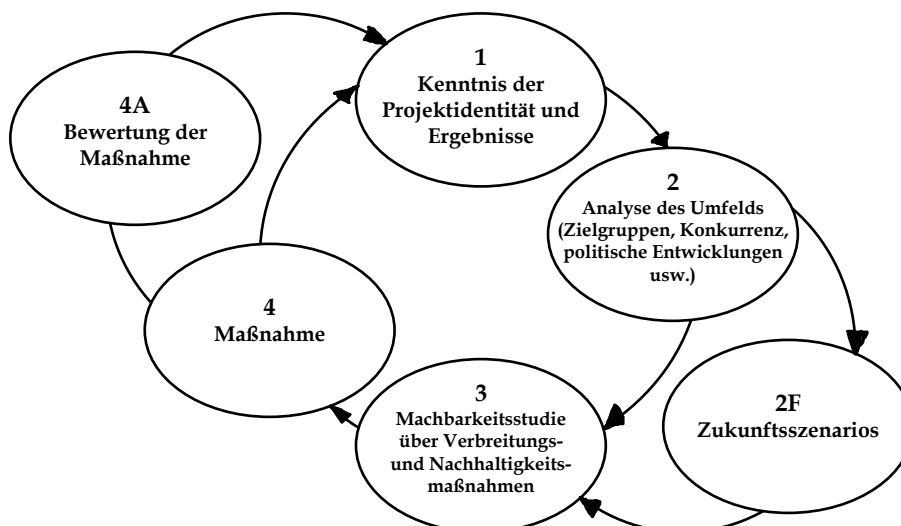 1
Kenntnis der
Projektidentität und
Ergebnisse
4A
Bewertung der
Maßnahme
2
Analyse des Umfelds
(Zielgruppen, Konkurrenz,
politische Entwicklungen
usw.)
4
Maßnahme
3
Machbarkeitsstudie
über Verbreitungs-
und Nachhaltigkeits-
maßnahmen
2F
Zukunftsszenarios